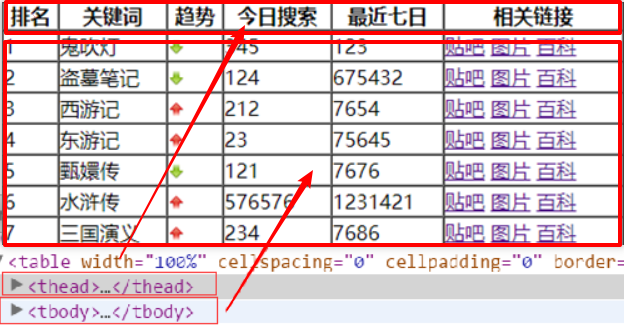 排名 关键词 趋势 今日搜索 最近七日 相关链接
1 鬼吹灯 345 123 贴吧 图片 百科
2 盗墓笔记 124 675432 贴吧 图片 百科
3 西游记 212 7654 贴吧 图片 百科
4 东游记 23 75645 贴吧 图片 百科
5 甄嬛传 121 7676 贴吧 图片 百科
6 水浒传 576576 1231421 贴吧 图片 百科
7 三国演义 234 7686 贴吧 图片 百科
<table width="100%" cellspacing="0" cellpadding="0" border=
<thead>…</thead>
<tbody>…</tbody>